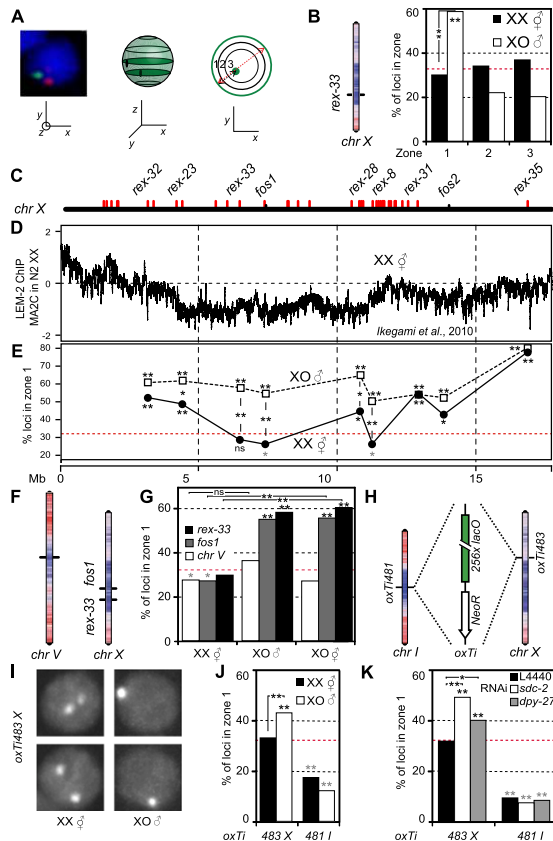 A
1 2 3
y
z
x
z
y
x
y
x
B
rex-33
chr X
% of loci in zone
60
40
20
0
**
**
XX ⚥
XO ♂
Zone 1 2 3
C
rex-32
rex-23
rex-33
fos1
rex-28
rex-8
rex-31
fos2
rex-35
chr X
D
LEM-2 ChIP
MA2C in N2 XX
2
0
-2
XX ⚥
Ikegami et al., 2010
E
% loci in zone 1
80
70
60
50
40
30
20
XO ♂
XX ⚥
** ** ** ** ** ** ** ** **
** * * ** ** ns ** * * * ** ** ** * * **
Mb 0 5 10 15
F
chr V
rex-33 fos1
chr X
G
% of loci in zone 1
60
40
20
0
ns
**
**
rex-33
fos1
chr V
* *
** **
** **
XX ⚥ XO ♂ XO ⚥
H
oxTi481
chr I
256x lacO
NeoR
oxTi
oxTi483
chr X
I
oxTi483 X
XX ⚥ XO ♂
J
% of loci in zone 1
60
40
20
0
XX ⚥
XO ♂
**
**
** **
oxTi 483 X 481 I
K
% of loci in zone 1
60
40
20
0
L4440
RNAi sdc-2
dpy-27
*
**
** **
** ** **
oxTi 483 X 481 I